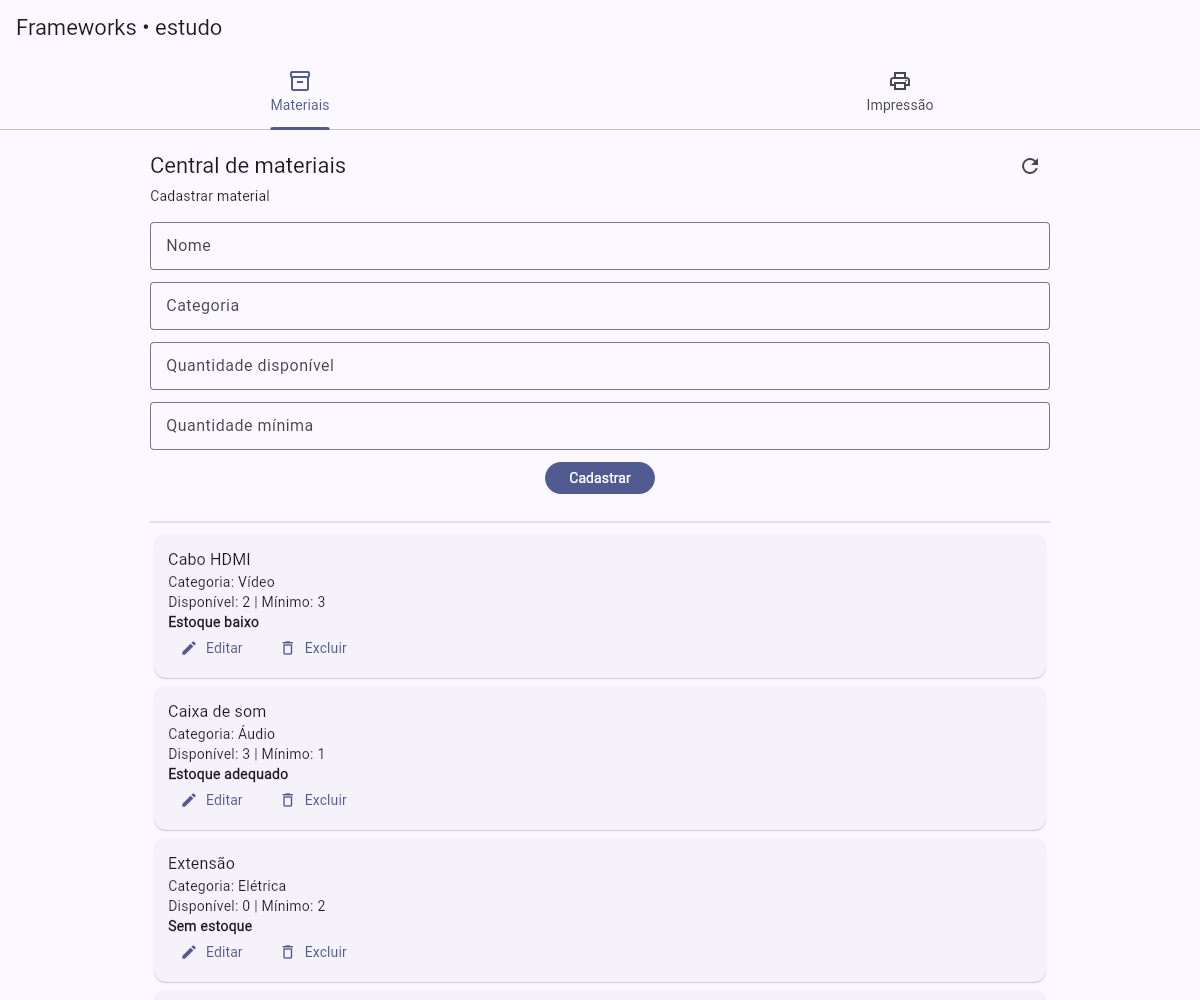 Frameworks • estudo
Materiais
Impressão
Central de materiais
Cadastrar material
Nome
Categoria
Quantidade disponível
Quantidade mínima
Cadastrar
Cabo HDMI
Categoria: Vídeo
Disponível: 2 | Mínimo: 3
Estoque baixo
Editar Excluir
Caixa de som
Categoria: Áudio
Disponível: 3 | Mínimo: 1
Estoque adequado
Editar Excluir
Extensão
Categoria: Elétrica
Disponível: 0 | Mínimo: 2
Sem estoque
Editar Excluir